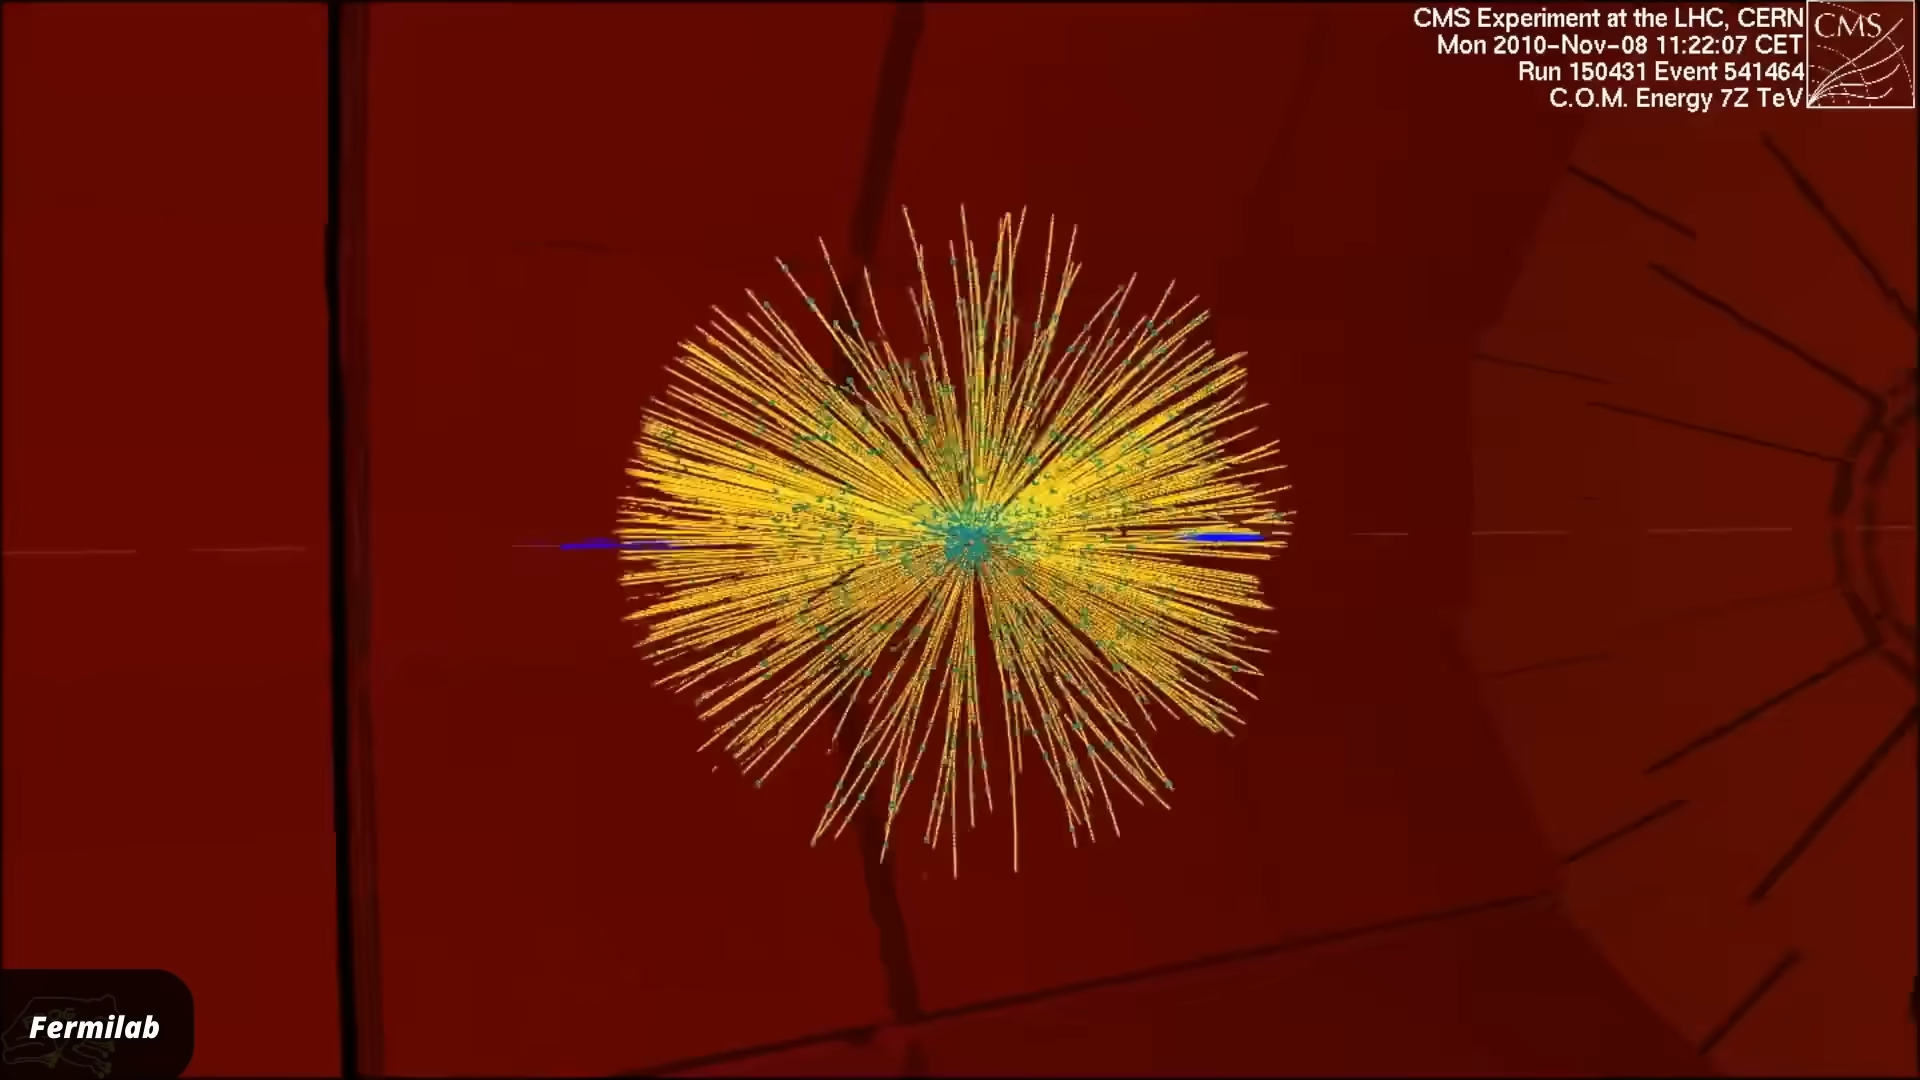 CMS Experiment at the LHC, CERN
Mon 2010-Nov-08 11:22:07 CET
Run 150431 Event 541464
C.O.M. Energy 7Z TeV
CMS
Fermilab